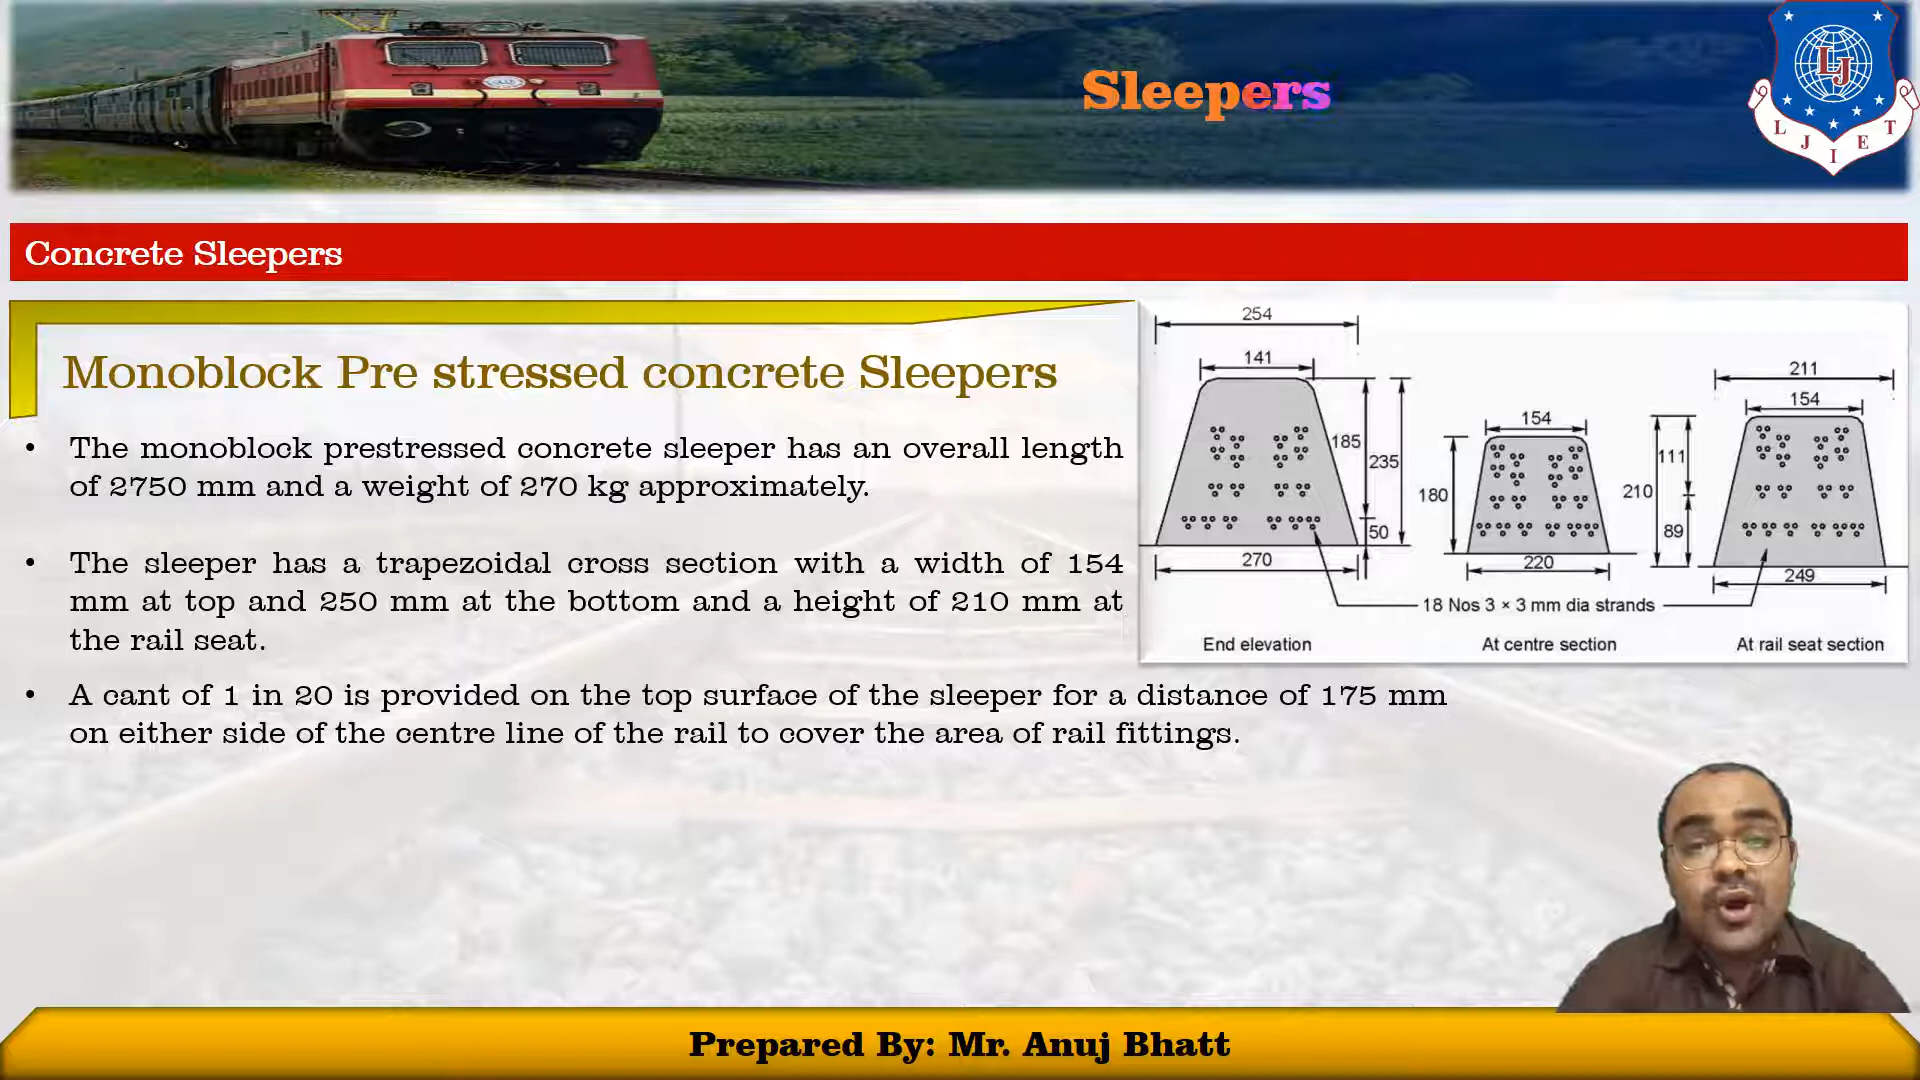 Sleepers
L J I E T
LJ
Concrete Sleepers
Monoblock Pre stressed concrete Sleepers
• The monoblock prestressed concrete sleeper has an overall length
of 2750 mm and a weight of 270 kg approximately.
• The sleeper has a trapezoidal cross section with a width of 154
mm at top and 250 mm at the bottom and a height of 210 mm at
the rail seat.
• A cant of 1 in 20 is provided on the top surface of the sleeper for a distance of 175 mm
on either side of the centre line of the rail to cover the area of rail fittings.
254
141
185
235
50
270
154
180
220
211
154
111
210
89
249
18 Nos 3 × 3 mm dia strands
End elevation
At centre section
At rail seat section
Prepared By: Mr. Anuj Bhatt